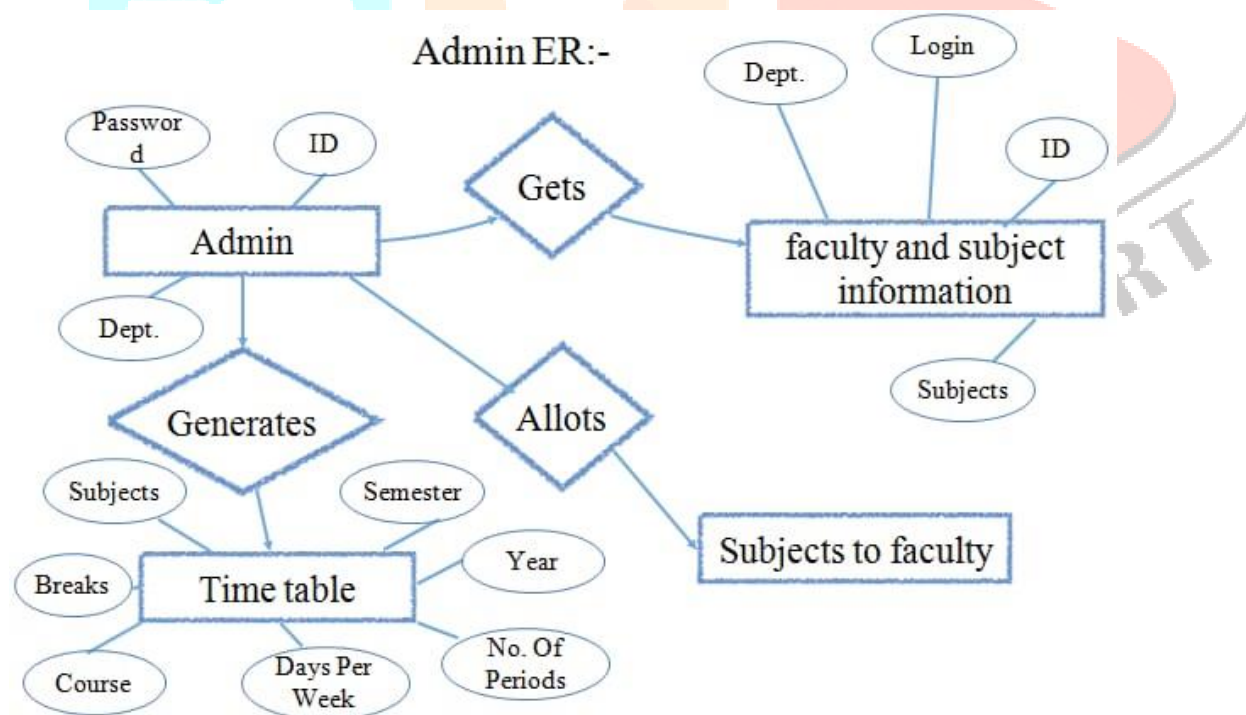 Admin ER:-
Login
Dept.
Passwor
d
ID
ID
Gets
Admin
faculty and subject
information
Dept.
Subjects
Generates
Allots
Subjects
Semester
Subjects to faculty
Year
Breaks
Time table
No. Of
Periods
Course
Days Per
Week